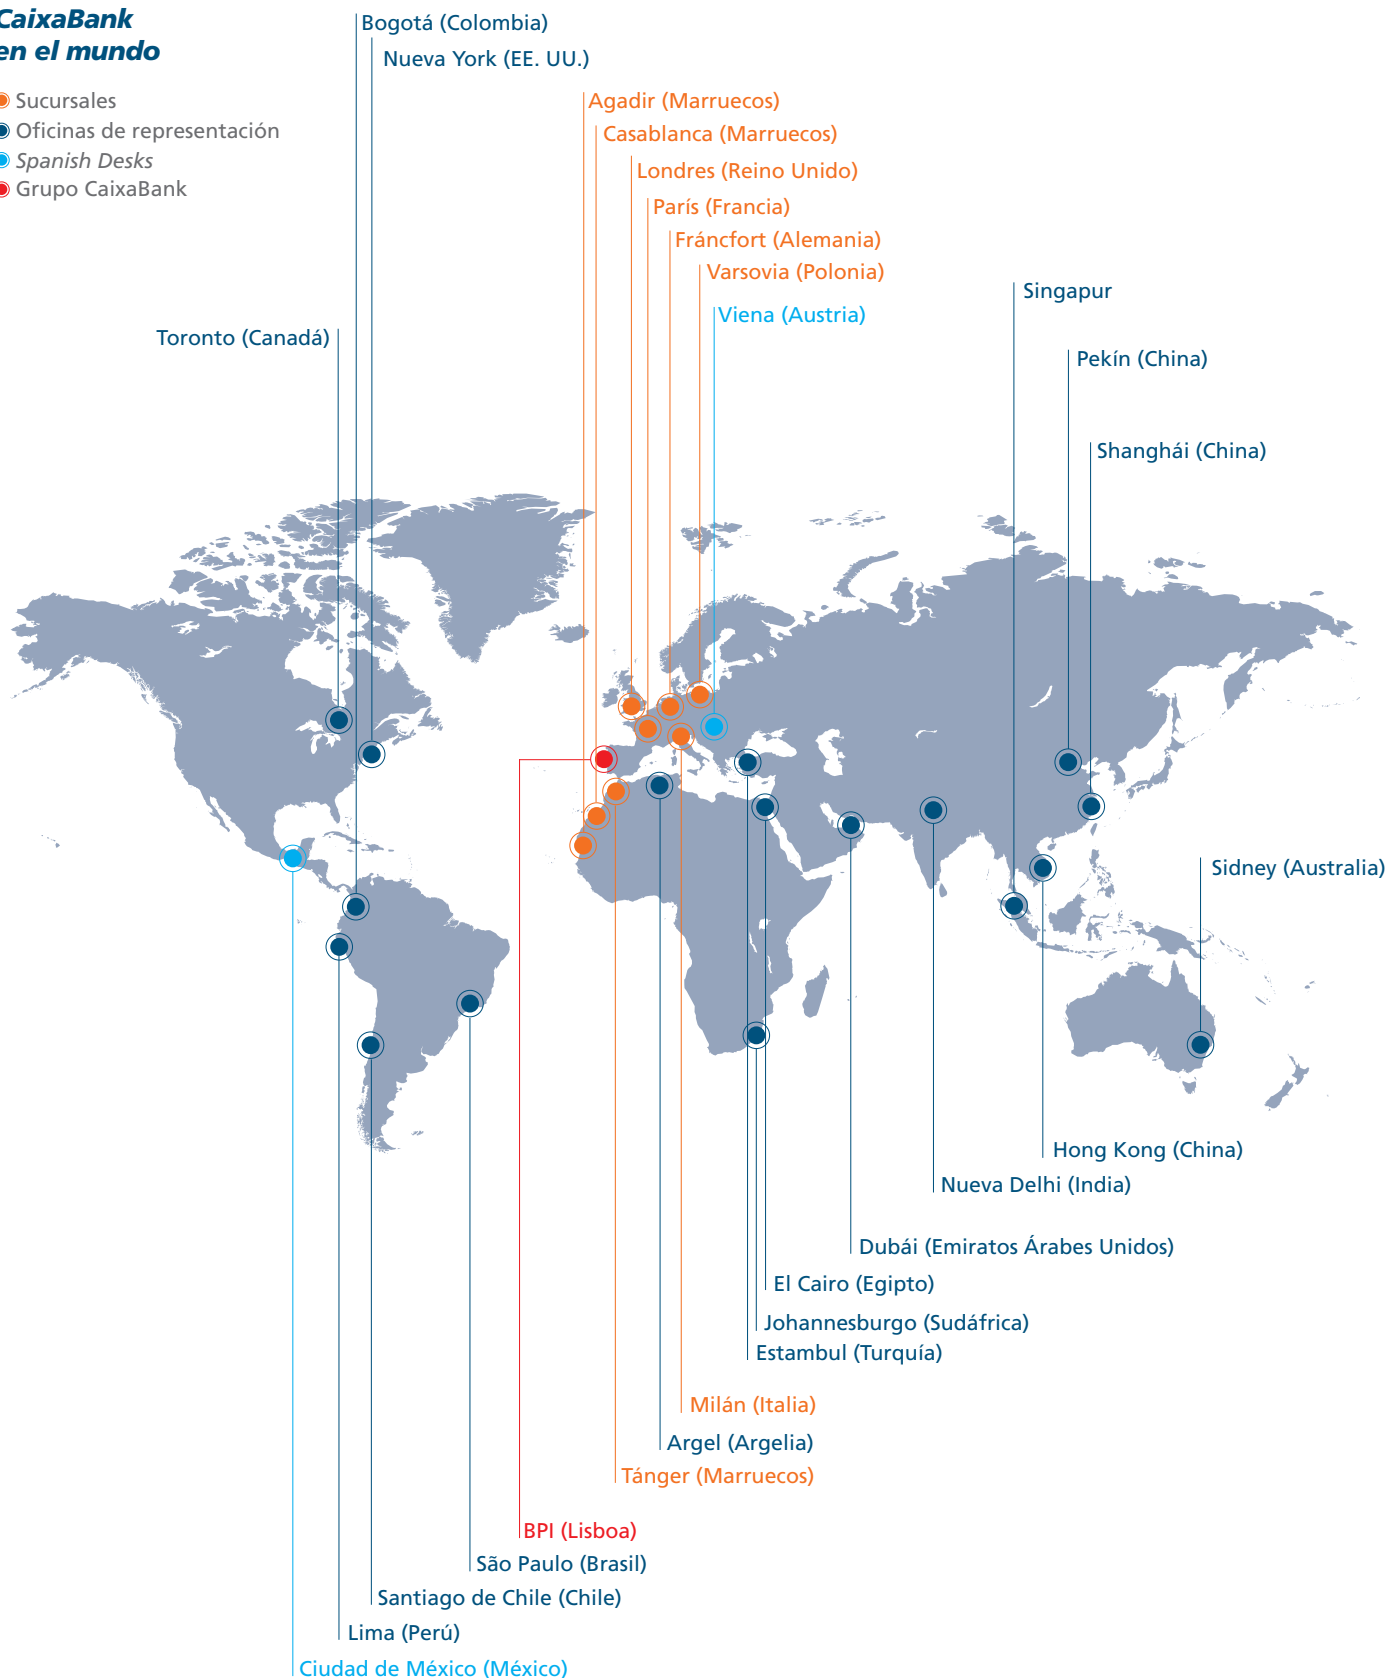 CaixaBank
en el mundo
Sucursales
Oficinas de representación
Spanish Desks
Grupo CaixaBank
Bogotá (Colombia)
Nueva York (EE. UU.)
Agadir (Marruecos)
Casablanca (Marruecos)
Londres (Reino Unido)
París (Francia)
Fráncfort (Alemania)
Varsovia (Polonia)
Viena (Austria)
Toronto (Canadá)
Singapur
Pekín (China)
Shanghái (China)
Sidney (Australia)
Hong Kong (China)
Nueva Delhi (India)
Dubái (Emiratos Árabes Unidos)
El Cairo (Egipto)
Johannesburgo (Sudáfrica)
Estambul (Turquía)
Milán (Italia)
Argel (Argelia)
Tánger (Marruecos)
BPI (Lisboa)
São Paulo (Brasil)
Santiago de Chile (Chile)
Lima (Perú)
Ciudad de México (México)